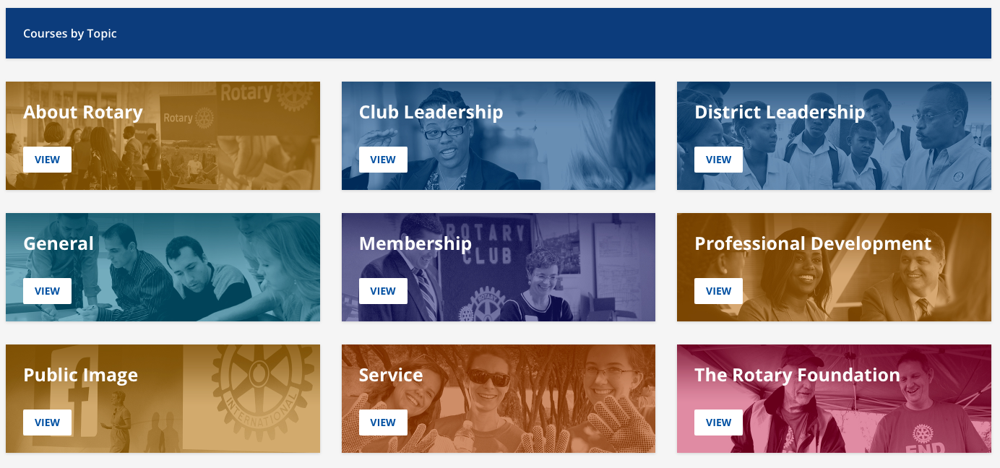 Courses by Topic
About Rotary
Rotary
Rotary
VIEW
Club Leadership
VIEW
District Leadership
VIEW
General
VIEW
Membership
ROTARY
CLUB
ROTARY
VIEW
Professional Development
VIEW
Public Image
f
INTERNATIONAL
VIEW
Service
VIEW
The Rotary Foundation
VIEW
END